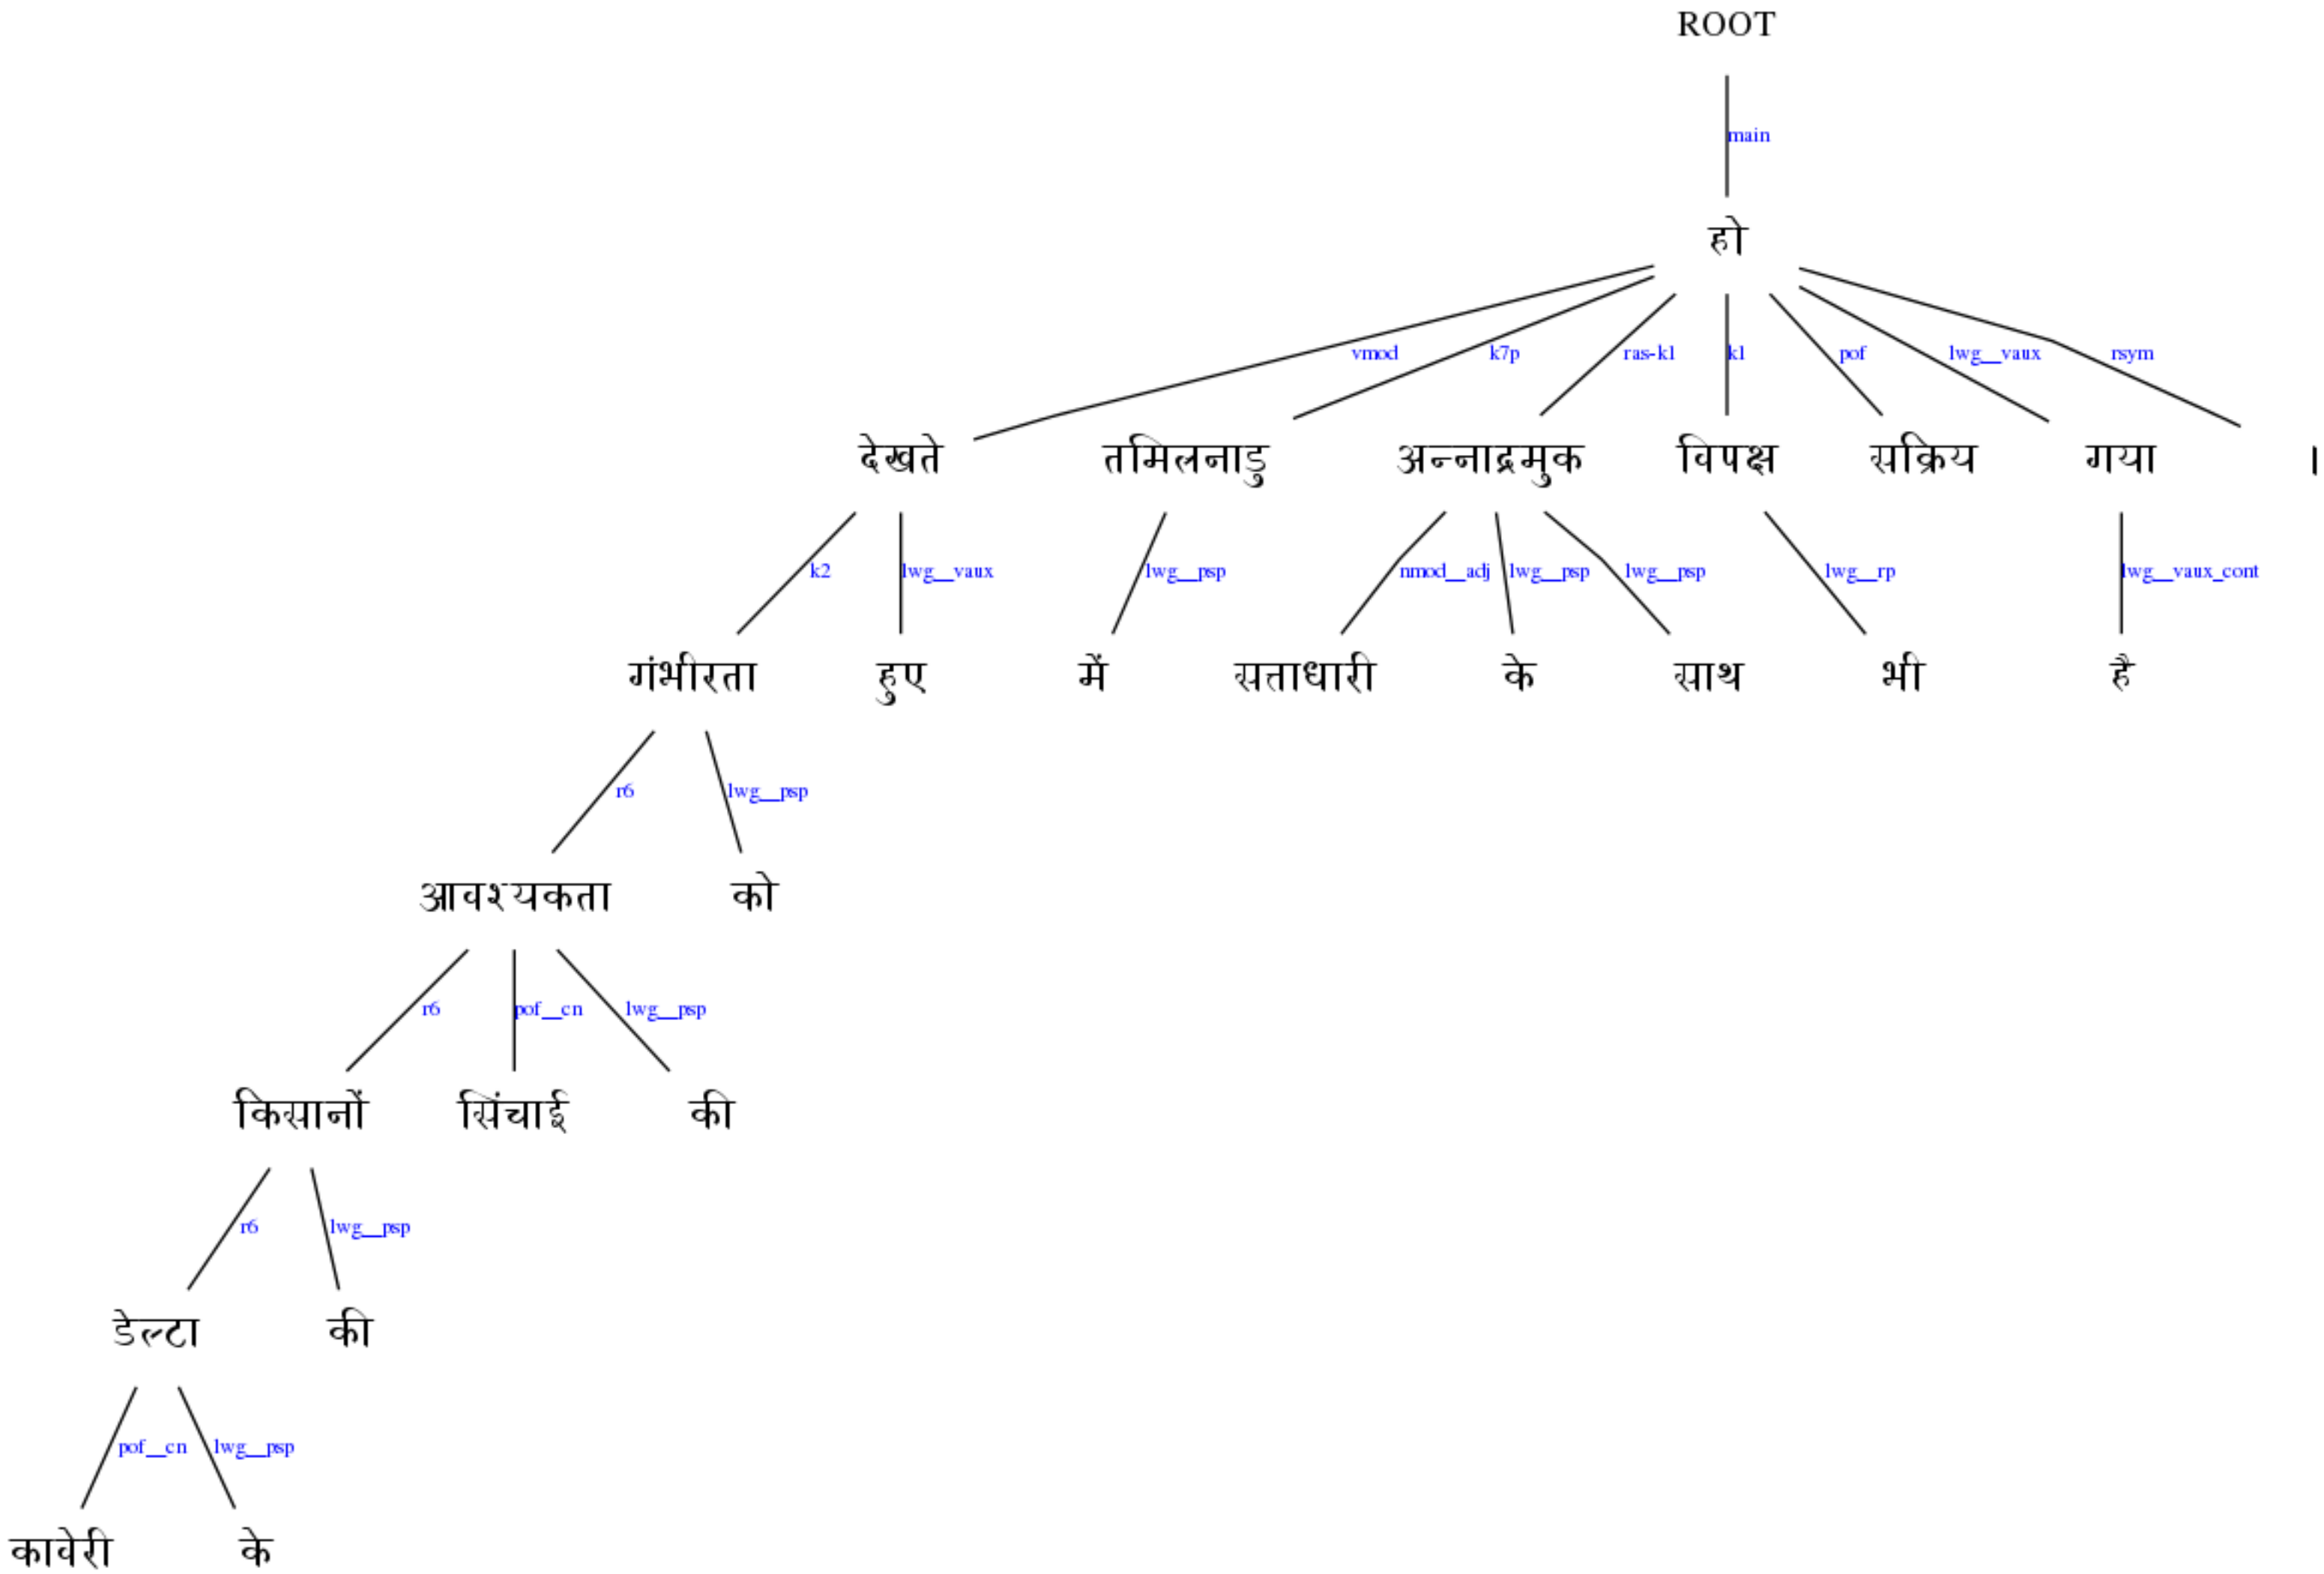 ROOT
main
हो
vmod k7p ras-k1 k1 pof lwg__vaux rsym
देखते तमिलनाडु अन्नाद्रमुक विपक्ष सक्रिय गया ।
k2 lwg__vaux lwg__psp nmod__adj lwg__psp lwg__psp lwg__rp lwg__vaux_cont
गंभीरता हुए में सत्ताधारी के साथ भी है
r6 lwg__psp
आवश्यकता को
r6 pof__cn lwg__psp
किसानों सिंचाई की
r6 lwg__psp
डेल्टा की
pof__cn lwg__psp
कावेरी के